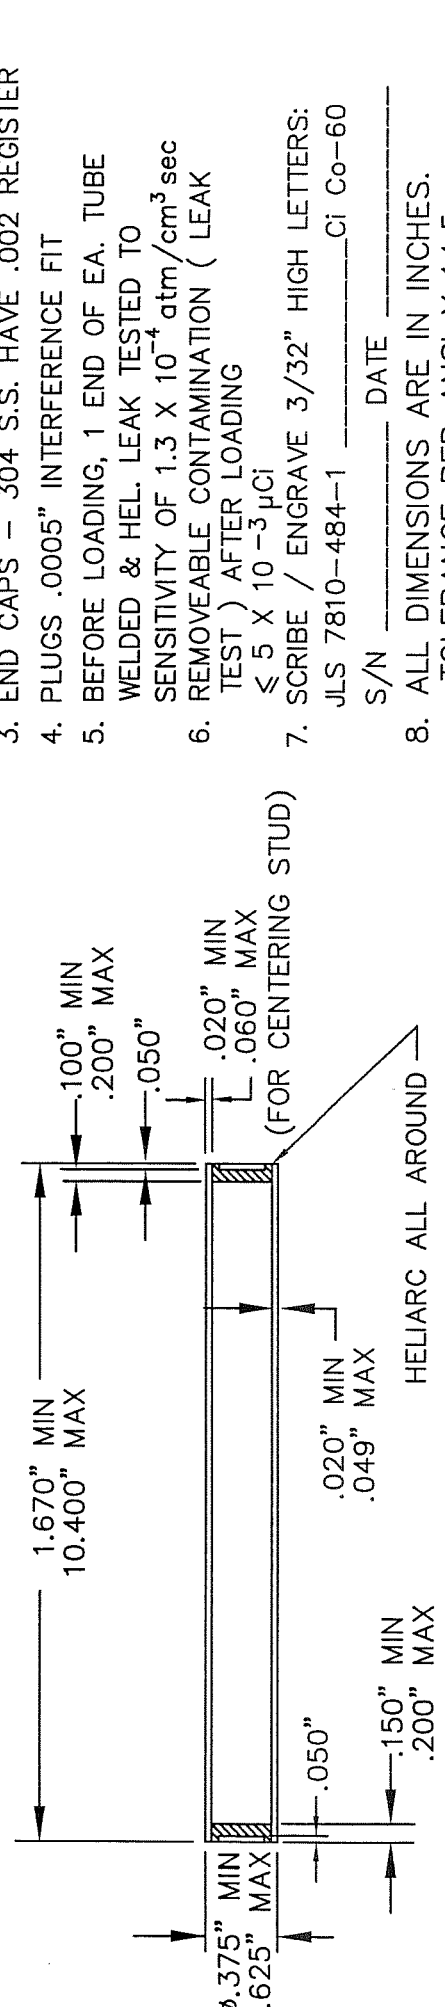 3. END CAPS – 304 S.S. HAVE .002 REGISTER
4. PLUGS .0005" INTERFERENCE FIT
5. BEFORE LOADING, 1 END OF EA. TUBE
WELDED & HEL. LEAK TESTED TO
SENSITIVITY OF 1.3 X 10⁻⁴ atm/cm³ sec
6. REMOVEABLE CONTAMINATION ( LEAK
TEST ) AFTER LOADING
≤ 5 X 10⁻³ μCi
7. SCRIBE / ENGRAVE 3/32" HIGH LETTERS:
JLS 7810-484-1 ________ Ci Co-60
S/N ________ DATE ________
8. ALL DIMENSIONS ARE IN INCHES.
1.670" MIN
10.400" MAX
.100" MIN
.200" MAX
.050"
.020" MIN
.060" MAX
(FOR CENTERING STUD)
HELIARC ALL AROUND
.020" MIN
.049" MAX
.050"
.150" MIN
.200" MAX
ø.375" MIN
.625" MAX